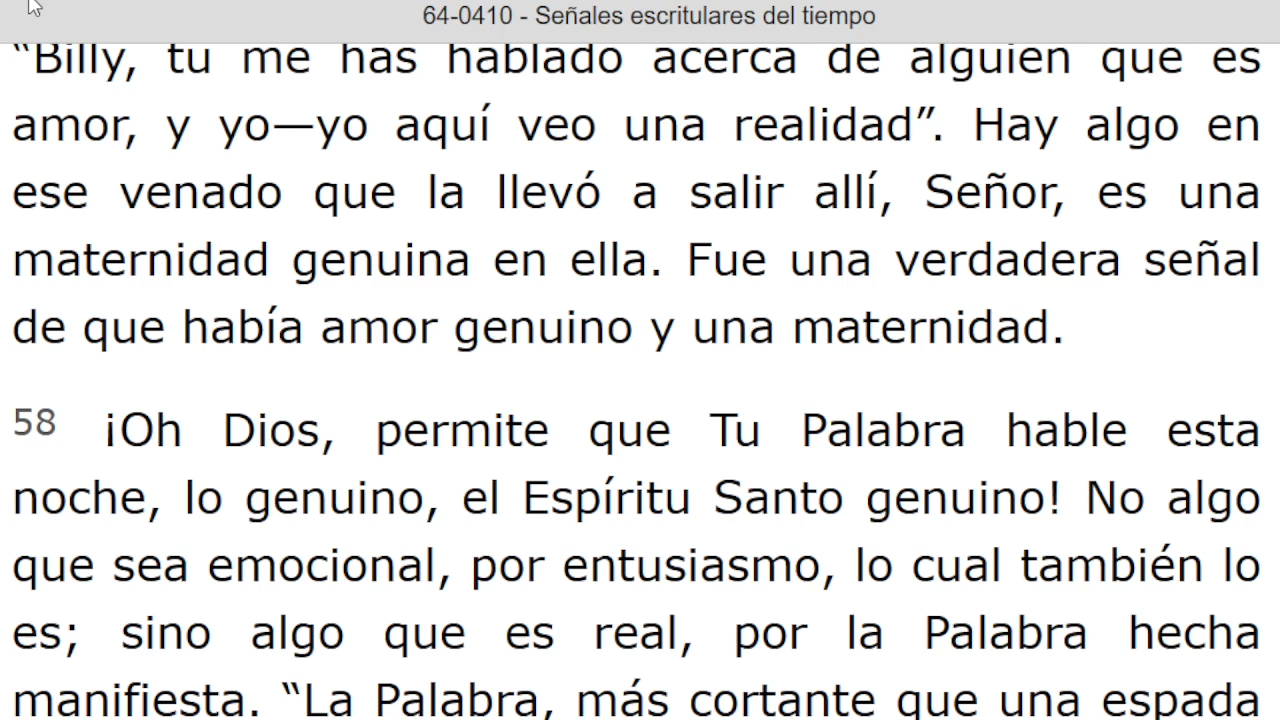 64-0410 - Señales escritulares del tiempo
“Billy, tú me has hablado acerca de alguien que es
amor, y yo—yo aquí veo una realidad”. Hay algo en
ese venado que la llevó a salir allí, Señor, es una
maternidad genuina en ella. Fue una verdadera señal
de que había amor genuino y una maternidad.
58 ¡Oh Dios, permite que Tu Palabra hable esta
noche, lo genuino, el Espíritu Santo genuino! No algo
que sea emocional, por entusiasmo, lo cual también lo
es; sino algo que es real, por la Palabra hecha
manifiesta. “La Palabra, más cortante que una espada